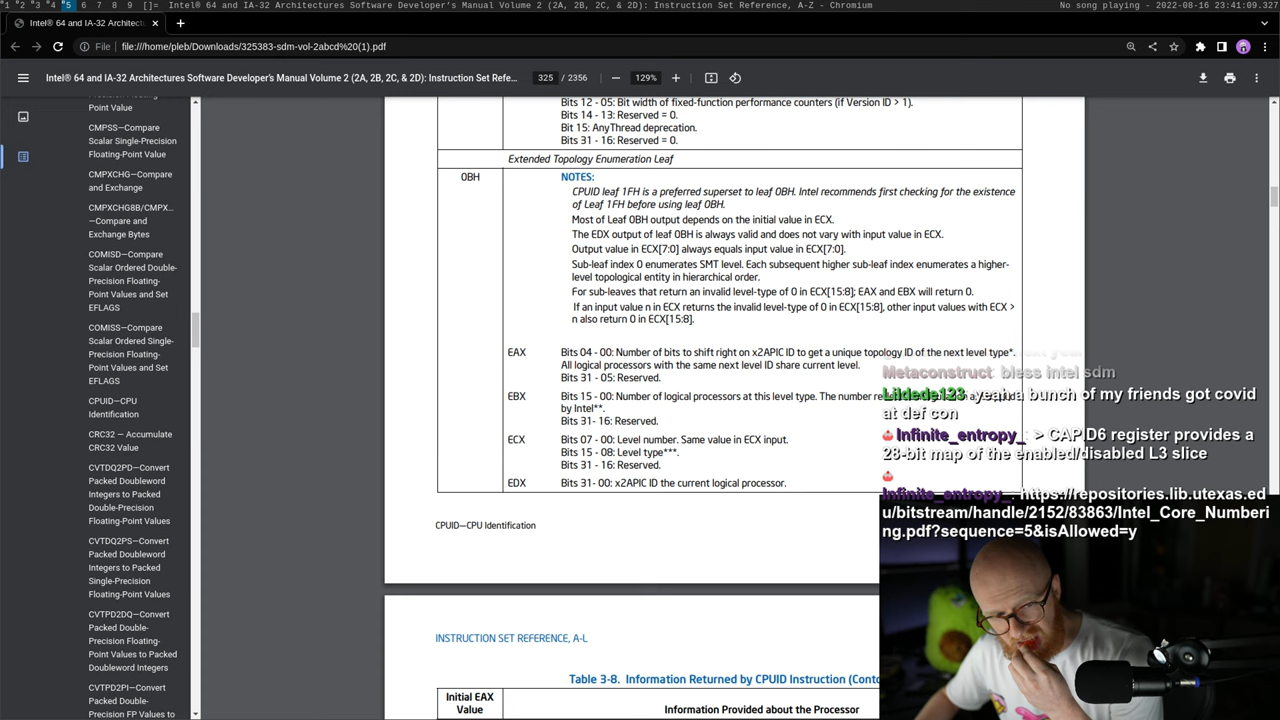 1 2 3 4 5 6 7 8 9 []= Intel® 64 and IA-32 Architectures Software Developer's Manual Volume 2 (2A, 2B, 2C, & 2D): Instruction Set Reference, A-Z - Chromium No song playing - 2022-08-16 23:41:09.327
Intel® 64 and IA-32 Architect
File file:///home/pleb/Downloads/325383-sdm-vol-2abcd%20(1).pdf
Intel® 64 and IA-32 Architectures Software Developer's Manual Volume 2 (2A, 2B, 2C, & 2D): Instruction Set Refe... 325 / 2356 129%
Point Value
CMPSS—Compare
Scalar Single-Precision
Floating-Point Value
CMPXCHG—Compare
and Exchange
CMPXCHG8B/CMPX...
—Compare and
Exchange Bytes
COMISD—Compare
Scalar Ordered Double-
Precision Floating-
Point Values and Set
EFLAGS
COMISS—Compare
Scalar Ordered Single-
Precision Floating-
Point Values and Set
EFLAGS
CPUID—CPU
Identification
CRC32 — Accumulate
CRC32 Value
CVTDQ2PD—Convert
Packed Doubleword
Integers to Packed
Double-Precision
Floating-Point Values
CVTDQ2PS—Convert
Packed Doubleword
Integers to Packed
Single-Precision
Floating-Point Values
CVTPD2DQ—Convert
Packed Double-
Precision Floating-
Point Values to Packed
Doubleword Integers
CVTPD2PI—Convert
Packed Double-
Precision FP Values to
Bits 12 - 05: Bit width of fixed-function performance counters (if Version ID > 1).
Bits 14 - 13: Reserved = 0.
Bit 15: AnyThread deprecation.
Bits 31 - 16: Reserved = 0.
Extended Topology Enumeration Leaf
0BH NOTES:
CPUID leaf 1FH is a preferred superset to leaf 0BH. Intel recommends first checking for the existence
of Leaf 1FH before using leaf 0BH.
Most of Leaf 0BH output depends on the initial value in ECX.
The EDX output of leaf 0BH is always valid and does not vary with input value in ECX.
Output value in ECX[7:0] always equals input value in ECX[7:0].
Sub-leaf index 0 enumerates SMT level. Each subsequent higher sub-leaf index enumerates a higher-
level topological entity in hierarchical order.
For sub-leaves that return an invalid level-type of 0 in ECX[15:8]; EAX and EBX will return 0.
If an input value n in ECX returns the invalid level-type of 0 in ECX[15:8], other input values with ECX >
n also return 0 in ECX[15:8].
EAX Bits 04 - 00: Number of bits to shift right on x2APIC ID to get a unique topology ID of the next level type*.
All logical processors with the same next level ID share current level.
Bits 31 - 05: Reserved.
EBX Bits 15 - 00: Number of logical processors at this level type. The number
by Intel**.
Bits 31- 16: Reserved.
ECX Bits 07 - 00: Level number. Same value in ECX input.
Bits 15 - 08: Level type***.
Bits 31 - 16: Reserved.
EDX Bits 31- 00: x2APIC ID the current logical processor.
CPUID—CPU Identification
INSTRUCTION SET REFERENCE, A-L
Table 3-8. Information Returned by CPUID Instruction (Conto
Initial EAX
Value Information Provided about the Processor
Metaconstruct: bless intel sdm
Lildede123: yeah a bunch of my friends got covid
at def con
Infinite_entropy_: > CAPID6 register provides a
28-bit map of the enabled/disabled L3 slice
Infinite_entropy_: https://repositories.lib.utexas.ed
u/bitstream/handle/2152/83863/Intel_Core_Numberi
ng.pdf?sequence=5&isAllowed=y